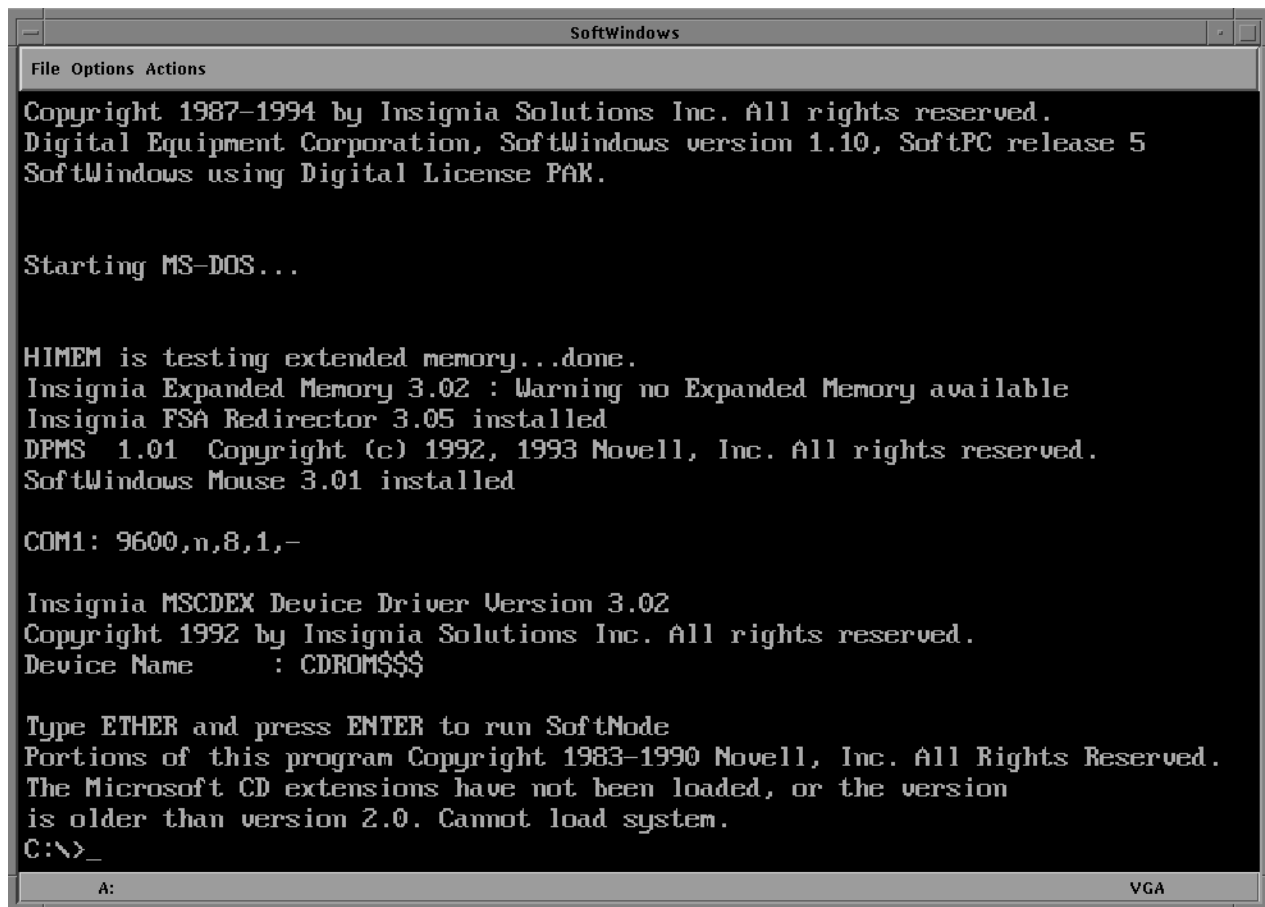 SoftWindows
File Options Actions
Copyright 1987-1994 by Insignia Solutions Inc. All rights reserved.
Digital Equipment Corporation, SoftWindows version 1.10, SoftPC release 5
SoftWindows using Digital License PAK.
Starting MS-DOS...
HIMEM is testing extended memory...done.
Insignia Expanded Memory 3.02 : Warning no Expanded Memory available
Insignia FSA Redirector 3.05 installed
DPMS  1.01  Copyright (c) 1992, 1993 Novell, Inc. All rights reserved.
SoftWindows Mouse 3.01 installed
COM1: 9600,n,8,1,-
Insignia MSCDEX Device Driver Version 3.02
Copyright 1992 by Insignia Solutions Inc. All rights reserved.
Device Name     : CDROM$$$
Type ETHER and press ENTER to run SoftNode
Portions of this program Copyright 1983-1990 Novell, Inc. All Rights Reserved.
The Microsoft CD extensions have not been loaded, or the version
is older than version 2.0. Cannot load system.
C:\>_
A: VGA